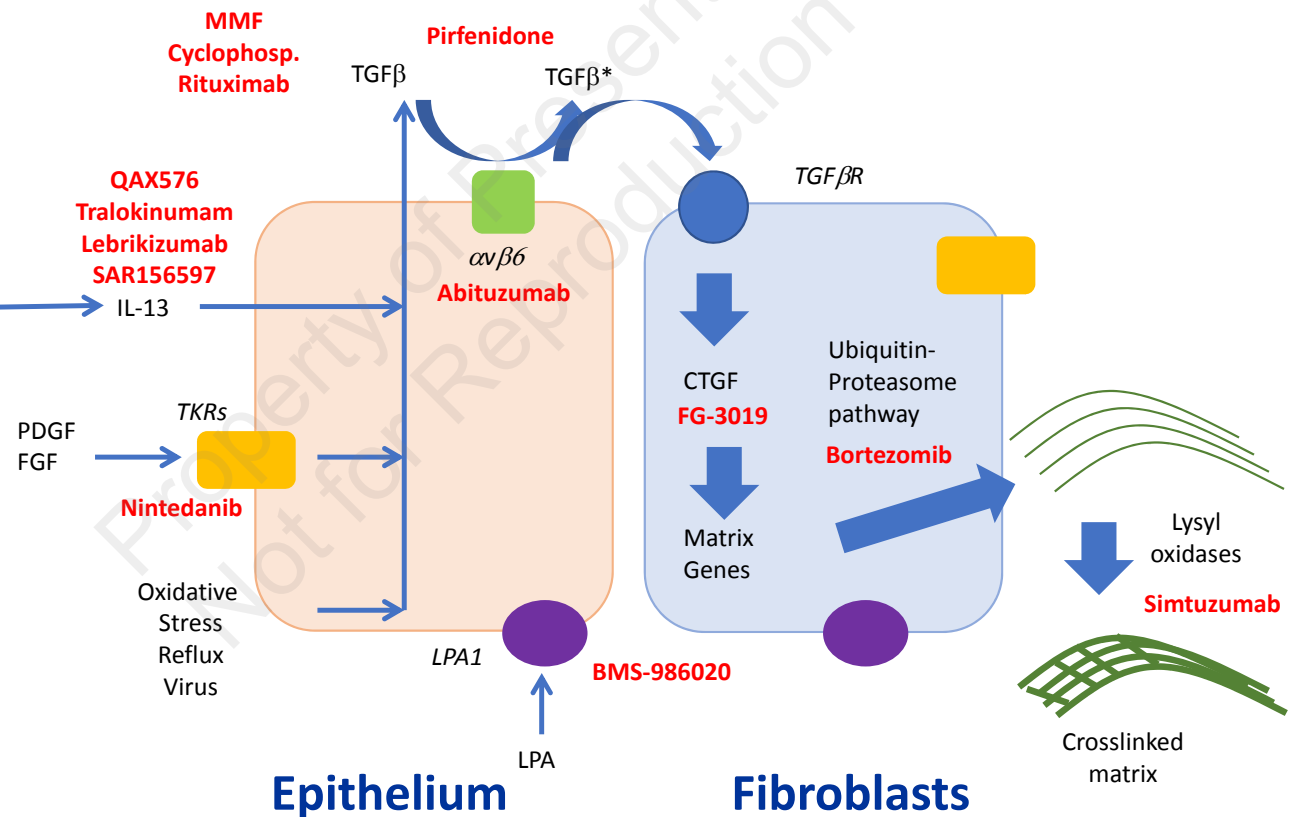 MMF
Cyclophosp.
Rituximab
Pirfenidone
TGFβ
TGFβ*
QAX576
Tralokinumam
Lebrikizumab
SAR156597
IL-13
TGFβR
αvβ6
Abituzumab
PDGF
FGF
TKRs
Nintedanib
CTGF
FG-3019
Ubiquitin-
Proteasome
pathway
Bortezomib
Matrix
Genes
Lysyl
oxidases
Simtuzumab
Oxidative
Stress
Reflux
Virus
LPA1
BMS-986020
LPA
Crosslinked
matrix
Epithelium
Fibroblasts
Property of Presen
Not for Reproduction